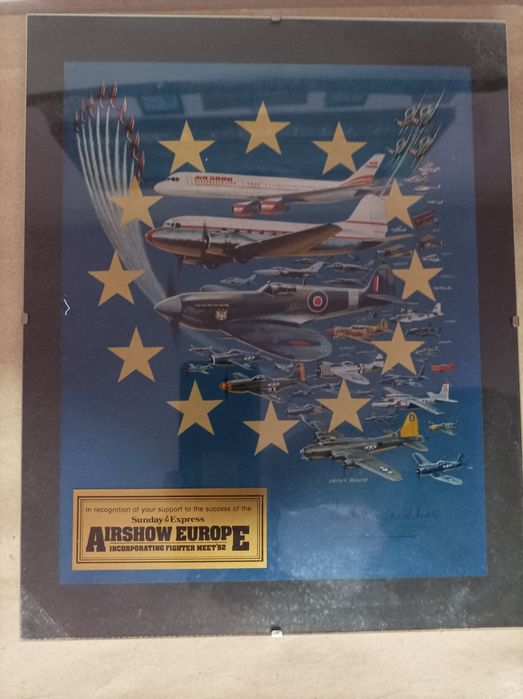 AIR 2000
In recognition of your support to the success of the
Sunday Express
AIRSHOW EUROPE
INCORPORATING FIGHTER MEET '92